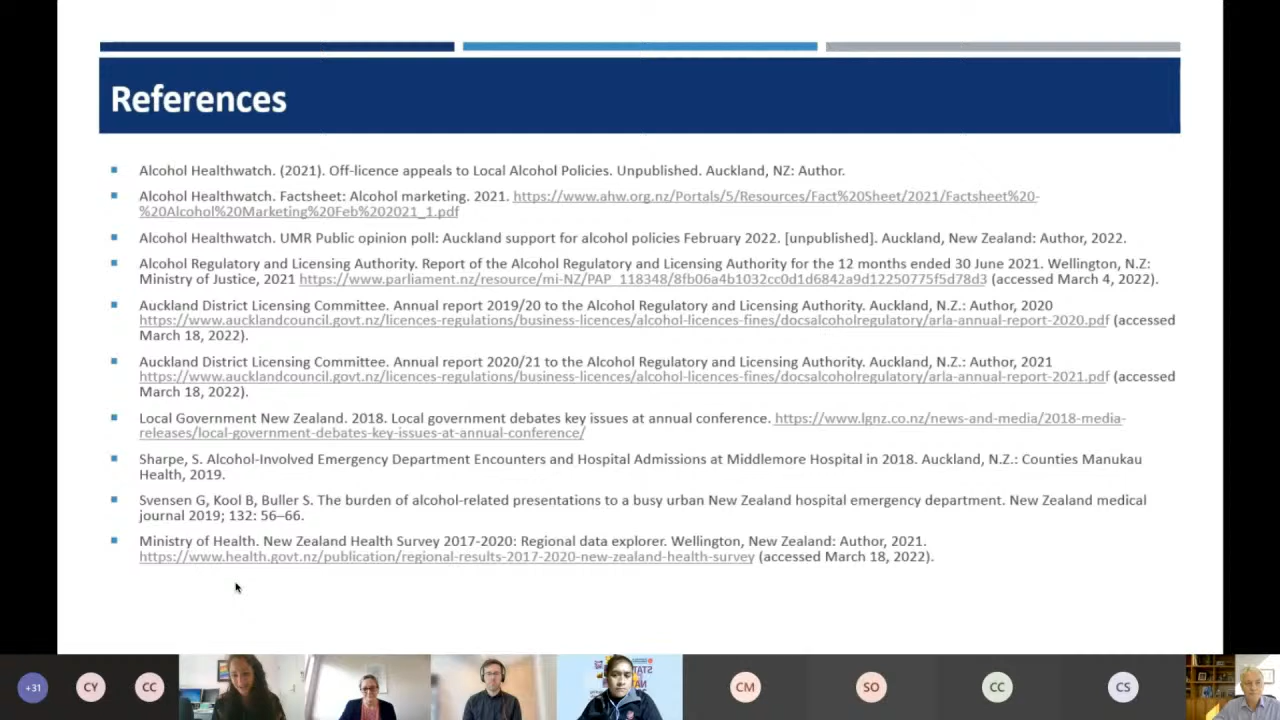 References
Alcohol Healthwatch. (2021). Off-licence appeals to Local Alcohol Policies. Unpublished. Auckland, NZ: Author.
Alcohol Healthwatch. Factsheet: Alcohol marketing. 2021. https://www.ahw.org.nz/Portals/5/Resources/Fact%20Sheet/2021/Factsheet%20-
%20Alcohol%20Marketing%20Feb%202021_1.pdf
Alcohol Healthwatch. UMR Public opinion poll: Auckland support for alcohol policies February 2022. [unpublished]. Auckland, New Zealand: Author, 2022.
Alcohol Regulatory and Licensing Authority. Report of the Alcohol Regulatory and Licensing Authority for the 12 months ended 30 June 2021. Wellington, N.Z:
Ministry of Justice, 2021 https://www.parliament.nz/resource/mi-NZ/PAP_118348/8fb06a4b1032cc0d1d6842a9d12250775f5d78d3 (accessed March 4, 2022).
Auckland District Licensing Committee. Annual report 2019/20 to the Alcohol Regulatory and Licensing Authority. Auckland, N.Z.: Author, 2020
https://www.aucklandcouncil.govt.nz/licences-regulations/business-licences/alcohol-licences-fines/docsalcoholregulatory/arla-annual-report-2020.pdf (accessed
March 18, 2022).
Auckland District Licensing Committee. Annual report 2020/21 to the Alcohol Regulatory and Licensing Authority. Auckland, N.Z.: Author, 2021
https://www.aucklandcouncil.govt.nz/licences-regulations/business-licences/alcohol-licences-fines/docsalcoholregulatory/arla-annual-report-2021.pdf (accessed
March 18, 2022).
Local Government New Zealand. 2018. Local government debates key issues at annual conference. https://www.lgnz.co.nz/news-and-media/2018-media-
releases/local-government-debates-key-issues-at-annual-conference/
Sharpe, S. Alcohol-Involved Emergency Department Encounters and Hospital Admissions at Middlemore Hospital in 2018. Auckland, N.Z.: Counties Manukau
Health, 2019.
Svensen G, Kool B, Buller S. The burden of alcohol-related presentations to a busy urban New Zealand hospital emergency department. New Zealand medical
journal 2019; 132: 56–66.
Ministry of Health. New Zealand Health Survey 2017-2020: Regional data explorer. Wellington, New Zealand: Author, 2021.
https://www.health.govt.nz/publication/regional-results-2017-2020-new-zealand-health-survey (accessed March 18, 2022).
+31 CY CC CM SO CC CS